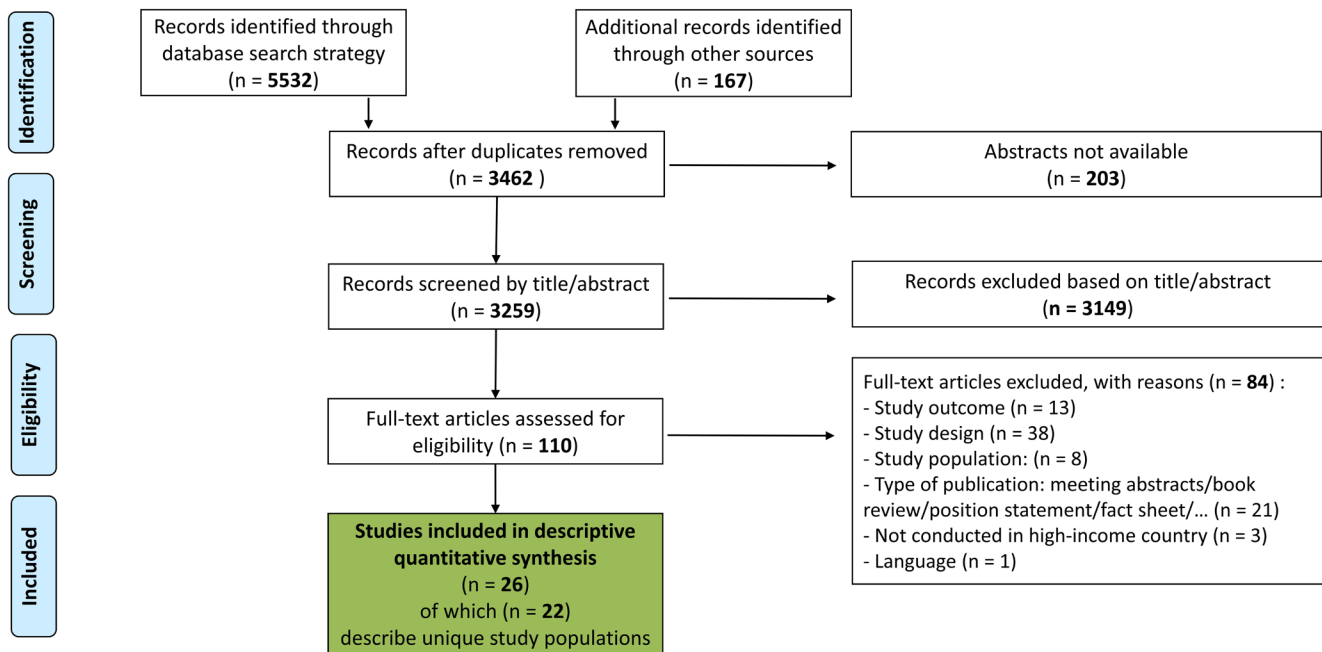 Identification
Records identified through
database search strategy
(n = 5532)
Additional records identified
through other sources
(n = 167)
Records after duplicates removed
(n = 3462 )
Abstracts not available
(n = 203)
Screening
Records screened by title/abstract
(n = 3259)
Records excluded based on title/abstract
(n = 3149)
Eligibility
Full-text articles assessed for
eligibility (n = 110)
Full-text articles excluded, with reasons (n = 84) :
- Study outcome (n = 13)
- Study design (n = 38)
- Study population: (n = 8)
- Type of publication: meeting abstracts/book
review/position statement/fact sheet/... (n = 21)
- Not conducted in high-income country (n = 3)
- Language (n = 1)
Included
Studies included in descriptive
quantitative synthesis
(n = 26)
of which (n = 22)
describe unique study populations